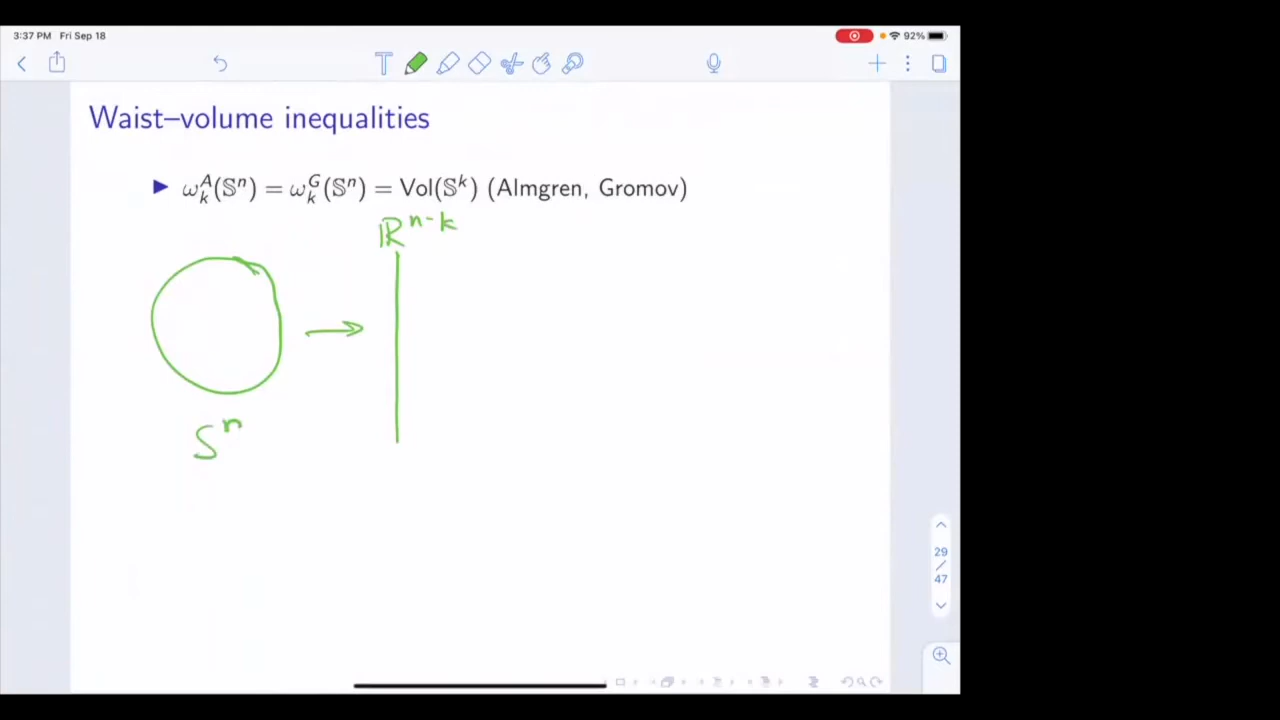 3:37 PM Fri Sep 18
92%
T
Waist–volume inequalities
▶ ω_k^A(𝕊^n) = ω_k^G(𝕊^n) = Vol(𝕊^k) (Almgren, Gromov)
ℝ^{n-k}
S^n
29
/
47